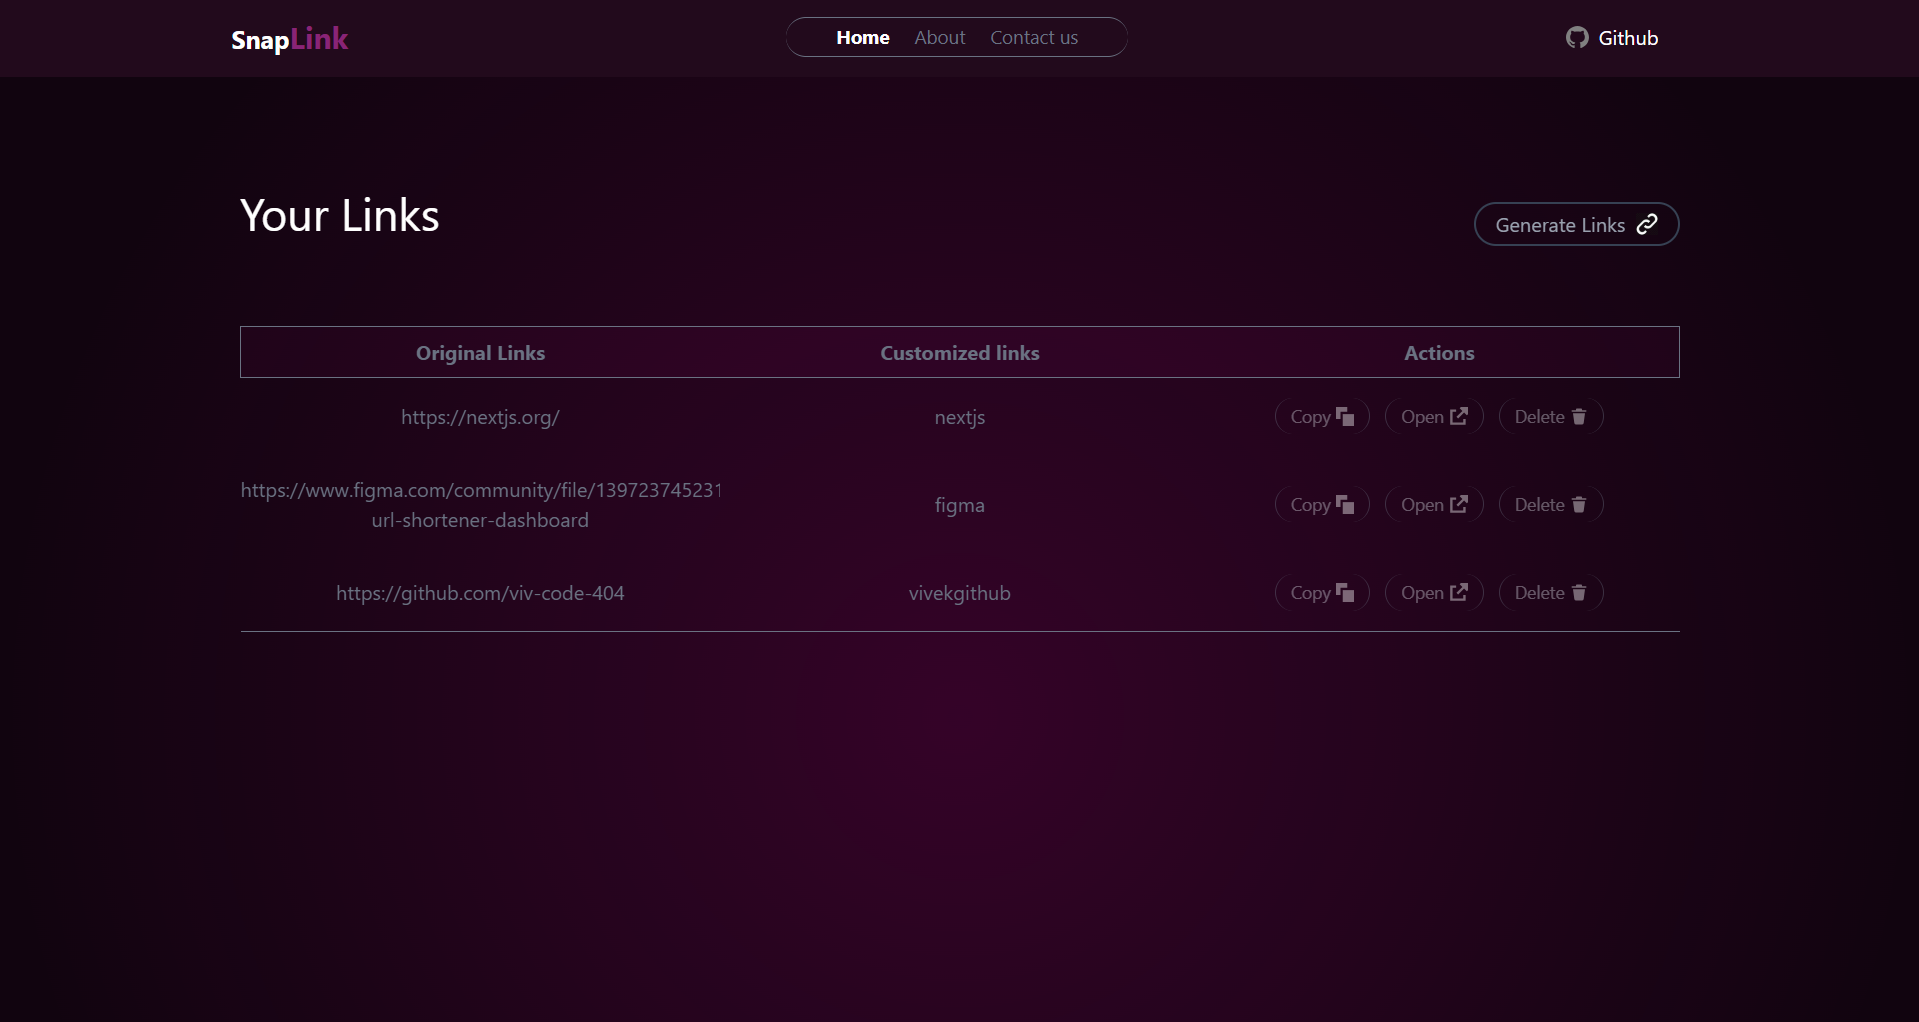 SnapLink
Home About Contact us
Github
Your Links
Generate Links
Original Links Customized links Actions
https://nextjs.org/ nextjs Copy Open Delete
https://www.figma.com/community/file/139723745231
url-shortener-dashboard
figma Copy Open Delete
https://github.com/viv-code-404 vivekgithub Copy Open Delete